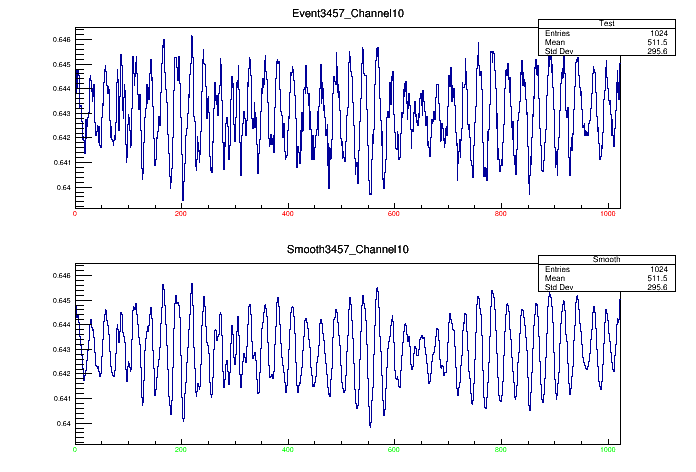 Event3457_Channel10
Test
Entries 1024
Mean 511.5
Std Dev 295.6
0.646
0.645
0.644
0.643
0.642
0.641
0.64
0 200 400 600 800 1000
Smooth3457_Channel10
Smooth
Entries 1024
Mean 511.5
Std Dev 295.6
0.646
0.645
0.644
0.643
0.642
0.641
0.64
0 200 400 600 800 1000